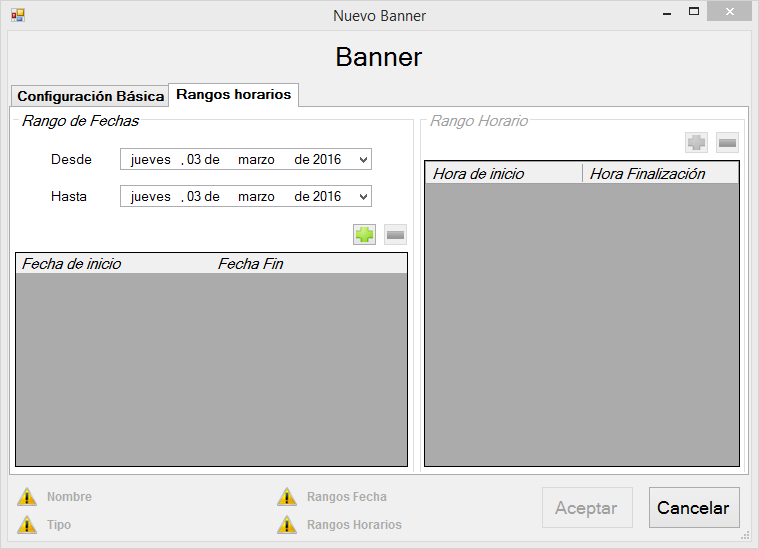 Nuevo Banner
Banner
Configuración Básica
Rangos horarios
Rango de Fechas
Desde
jueves , 03 de marzo de 2016
Hasta
jueves , 03 de marzo de 2016
Fecha de inicio Fecha Fin
Rango Horario
Hora de inicio Hora Finalización
Nombre
Rangos Fecha
Tipo
Rangos Horarios
Aceptar
Cancelar